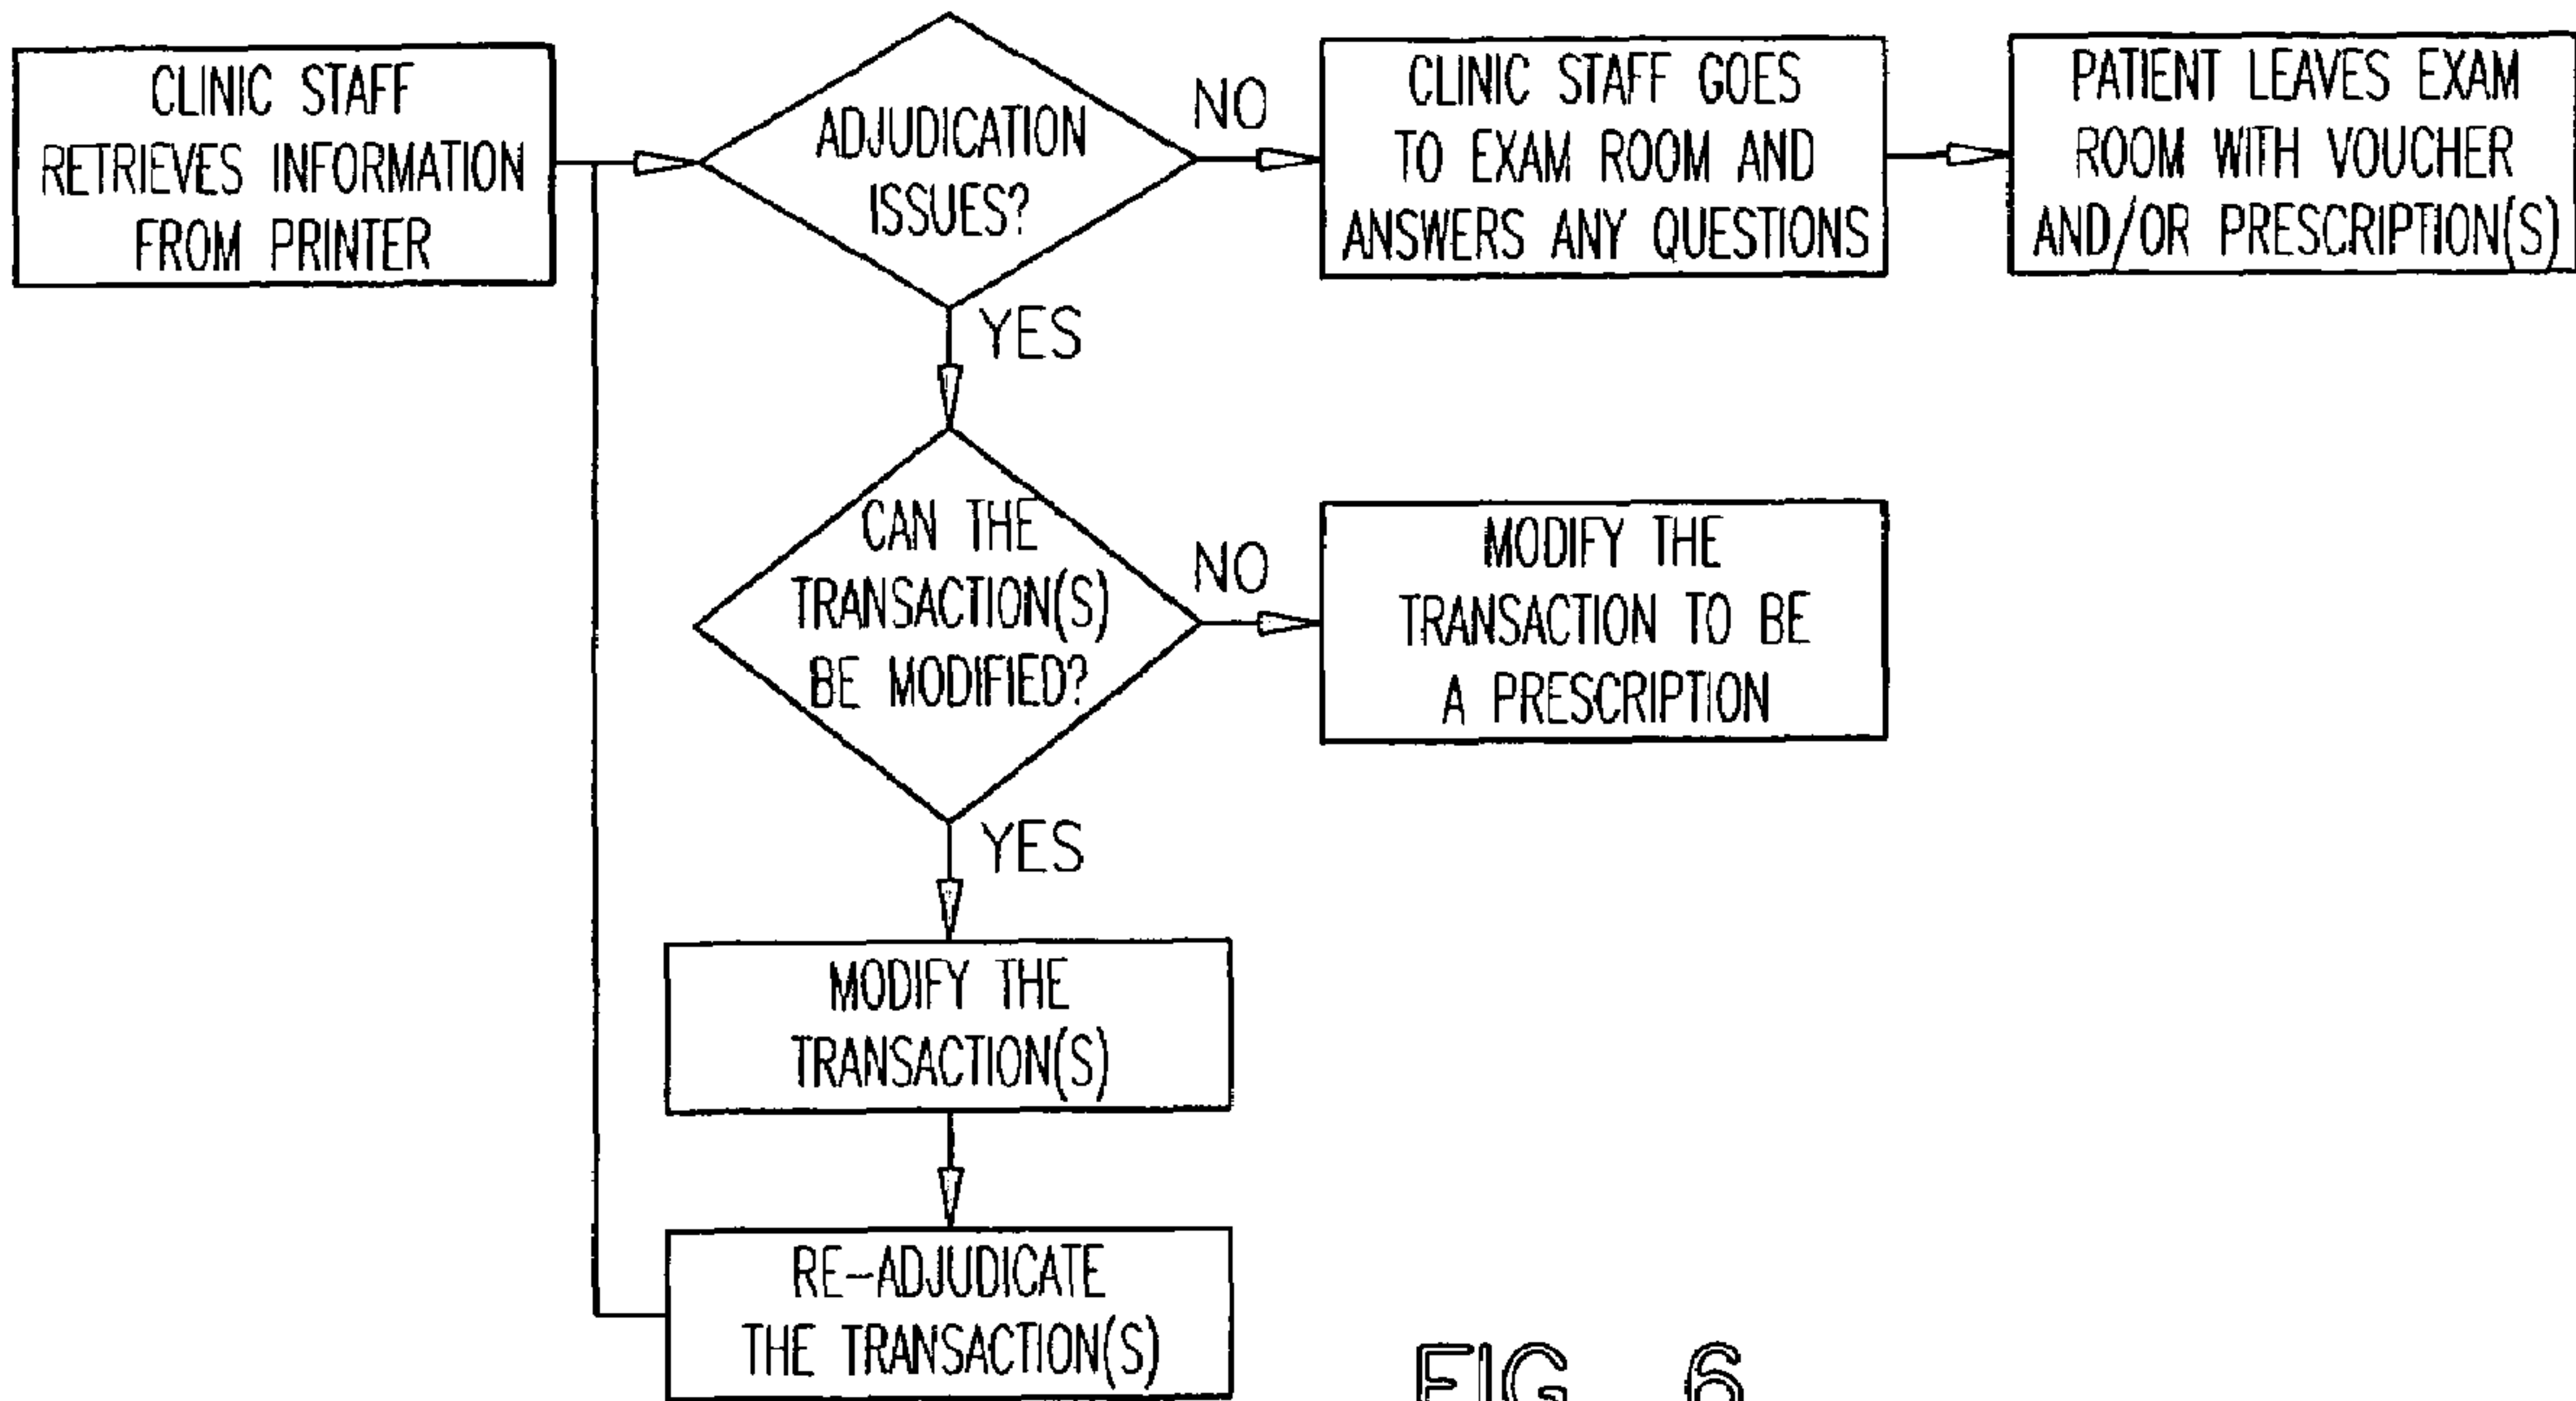 CLINIC STAFF
RETRIEVES INFORMATION
FROM PRINTER
ADJUDICATION
ISSUES?
NO
CLINIC STAFF GOES
TO EXAM ROOM AND
ANSWERS ANY QUESTIONS
PATIENT LEAVES EXAM
ROOM WITH VOUCHER
AND/OR PRESCRIPTION(S)
YES
CAN THE
TRANSACTION(S)
BE MODIFIED?
NO
MODIFY THE
TRANSACTION TO BE
A PRESCRIPTION
YES
MODIFY THE
TRANSACTION(S)
RE-ADJUDICATE
THE TRANSACTION(S)
FIG 6